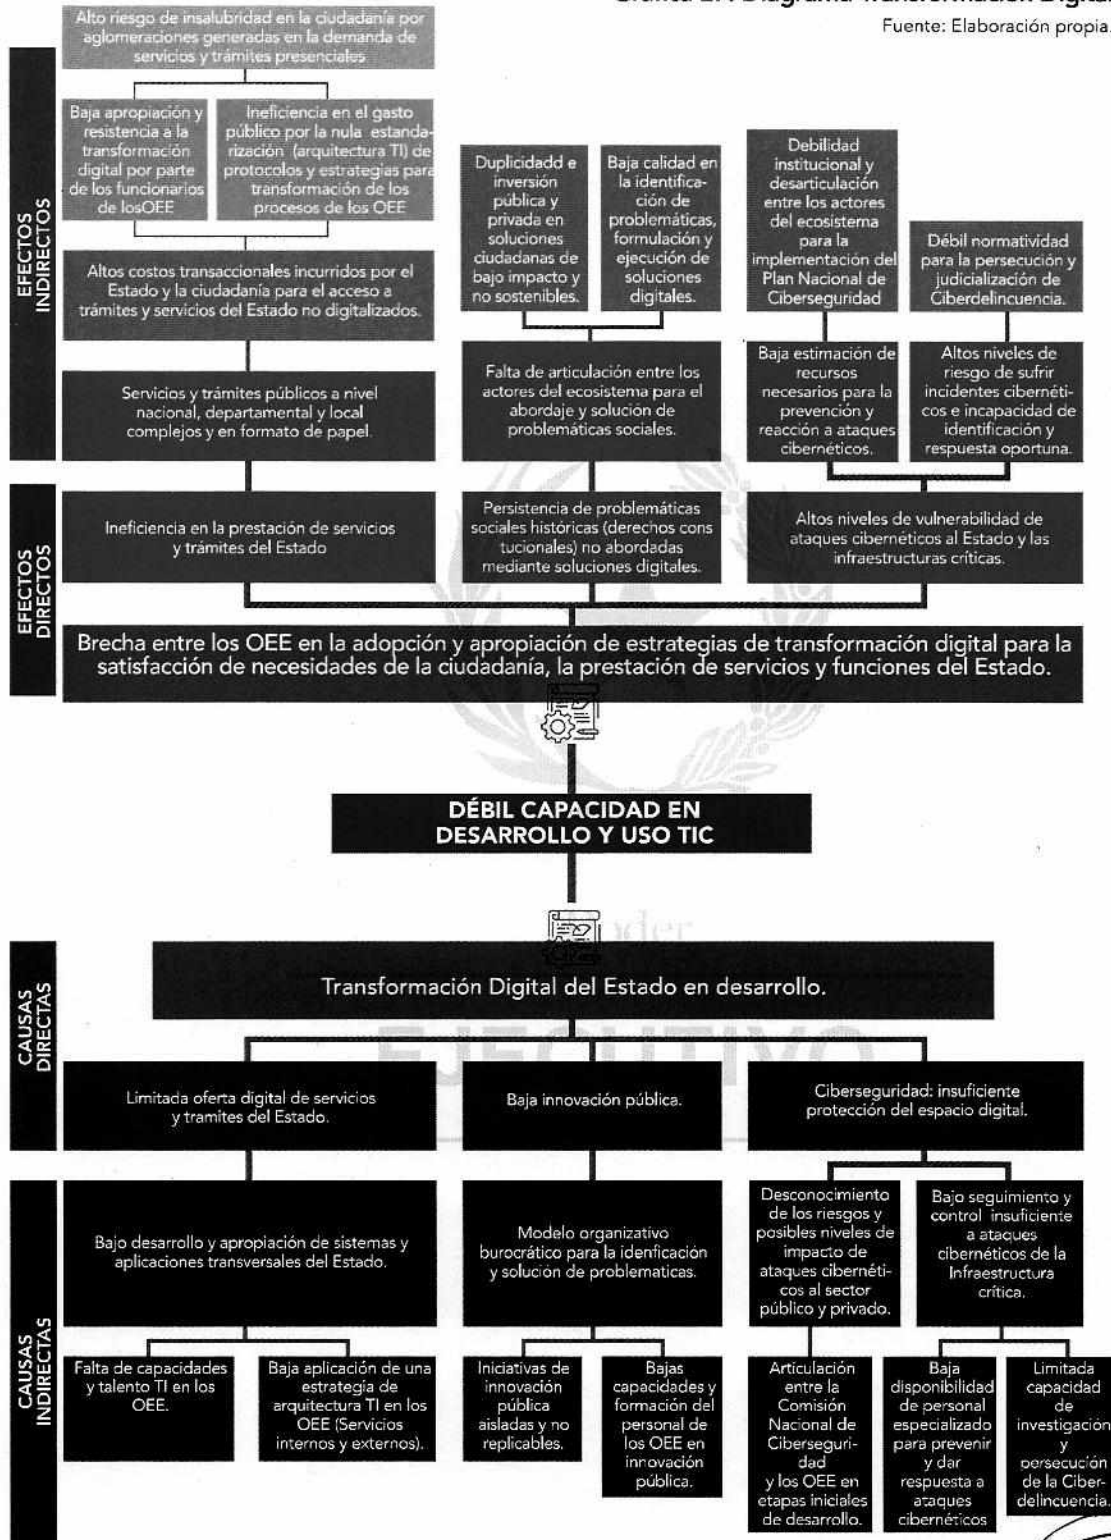 Fuente: Elaboración propia.
EFECTOS
INDIRECTOS
Alto riesgo de insalubridad en la ciudadanía por
aglomeraciones generadas en la demanda de
servicios y trámites presenciales
Baja apropiación y
resistencia a la
transformación
digital por parte
de los funcionarios
de losOEE
Ineficiencia en el gasto
público por la nula estanda-
rización (arquitectura TI) de
protocolos y estrategias para
transformación de los
procesos de los OEE
Altos costos transaccionales incurridos por el
Estado y la ciudadanía para el acceso a
trámites y servicios del Estado no digitalizados.
Servicios y trámites públicos a nivel
nacional, departamental y local
complejos y en formato de papel.
Duplicidadd e
inversión
pública y
privada en
soluciones
ciudadanas de
bajo impacto y
no sostenibles.
Baja calidad en
la identifica-
ción de
problemáticas,
formulación y
ejecución de
soluciones
digitales.
Falta de articulación entre los
actores del ecosistema para el
abordaje y solución de
problemáticas sociales.
Debilidad
institucional y
desarticulación
entre los actores
del ecosistema
para la
implementación del
Plan Nacional de
Ciberseguridad
Débil normatividad
para la persecución y
judicialización de
Ciberdelincuencia.
Baja estimación de
recursos
necesarios para la
prevención y
reacción a ataques
cibernéticos.
Altos niveles de
riesgo de sufrir
incidentes cibernéti-
cos e incapacidad de
identificación y
respuesta oportuna.
EFECTOS
DIRECTOS
Ineficiencia en la prestación de servicios
y trámites del Estado
Persistencia de problemáticas
sociales históricas (derechos cons
tucionales) no abordadas
mediante soluciones digitales.
Altos niveles de vulnerabilidad de
ataques cibernéticos al Estado y las
infraestructuras críticas.
Brecha entre los OEE en la adopción y apropiación de estrategias de transformación digital para la
satisfacción de necesidades de la ciudadanía, la prestación de servicios y funciones del Estado.
DÉBIL CAPACIDAD EN
DESARROLLO Y USO TIC
CAUSAS
DIRECTAS
Transformación Digital del Estado en desarrollo.
EJECUTIVO
Limitada oferta digital de servicios
y tramites del Estado.
Baja innovación pública.
Ciberseguridad: insuficiente
protección del espacio digital.
CAUSAS
INDIRECTAS
Bajo desarrollo y apropiación de sistemas y
aplicaciones transversales del Estado.
Modelo organizativo
burocrático para la idenficación
y solución de problematicas.
Desconocimiento
de los riesgos y
posibles niveles de
impacto de
ataques cibernéti-
cos al sector
público y privado.
Bajo seguimiento y
control insuficiente
a ataques
cibernéticos de la
Infraestructura
crítica.
Falta de capacidades
y talento TI en los
OEE.
Baja aplicación de una
estrategia de
arquitectura TI en los
OEE (Servicios
internos y externos).
Iniciativas de
innovación
pública
aisladas y no
replicables.
Bajas
capacidades y
formación del
personal de
los OEE en
innovación
pública.
Articulación
entre la
Comisión
Nacional de
Ciberseguri-
dad
y los OEE en
etapas iniciales
de desarrollo.
Baja
disponibilidad
de personal
especializado
para prevenir
y dar
respuesta a
ataques
cibernéticos
Limitada
capacidad
de
investigación
y
persecución
de la Ciber-
delincuencia.